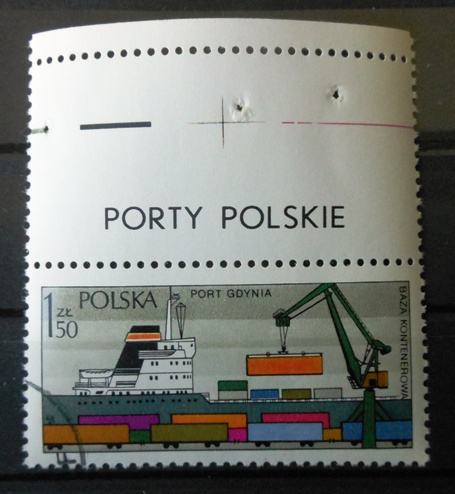 PORTY POLSKIE
1 ZŁ 50
POLSKA
PORT GDYNIA
BAZA KONTENEROWA
F